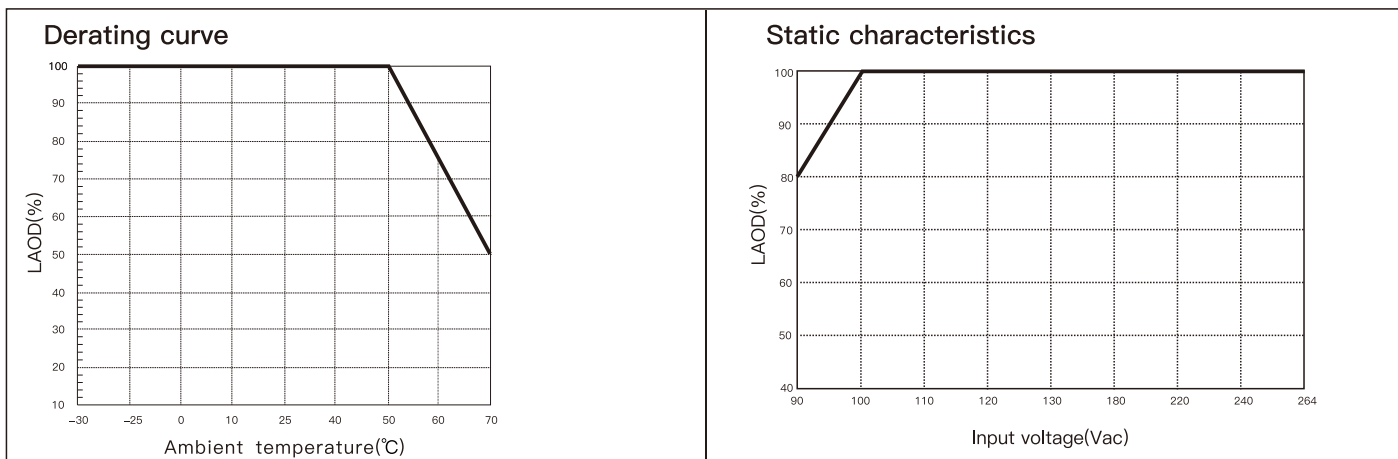 Derating curve
100
90
80
70
60
50
40
30
20
10
LAOD(%)
-30 -25 0 10 25 40 50 60 70
Ambient temperature(℃)
Static characteristics
100
90
80
70
60
50
40
LAOD(%)
90 100 110 120 130 180 220 240 264
Input voltage(Vac)